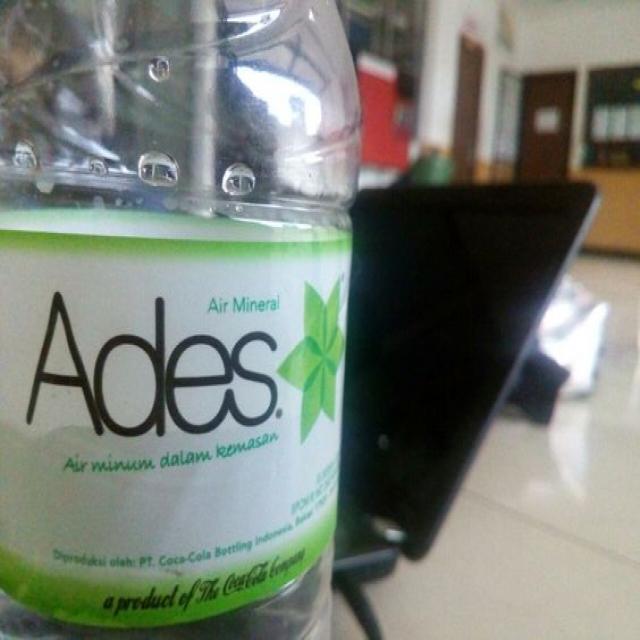 Air Mineral
Ades.
Air minum dalam kemasan
Diproduksi oleh: PT. Coca-Cola Bottling Indonesia,
a product of The Coca-Cola Company